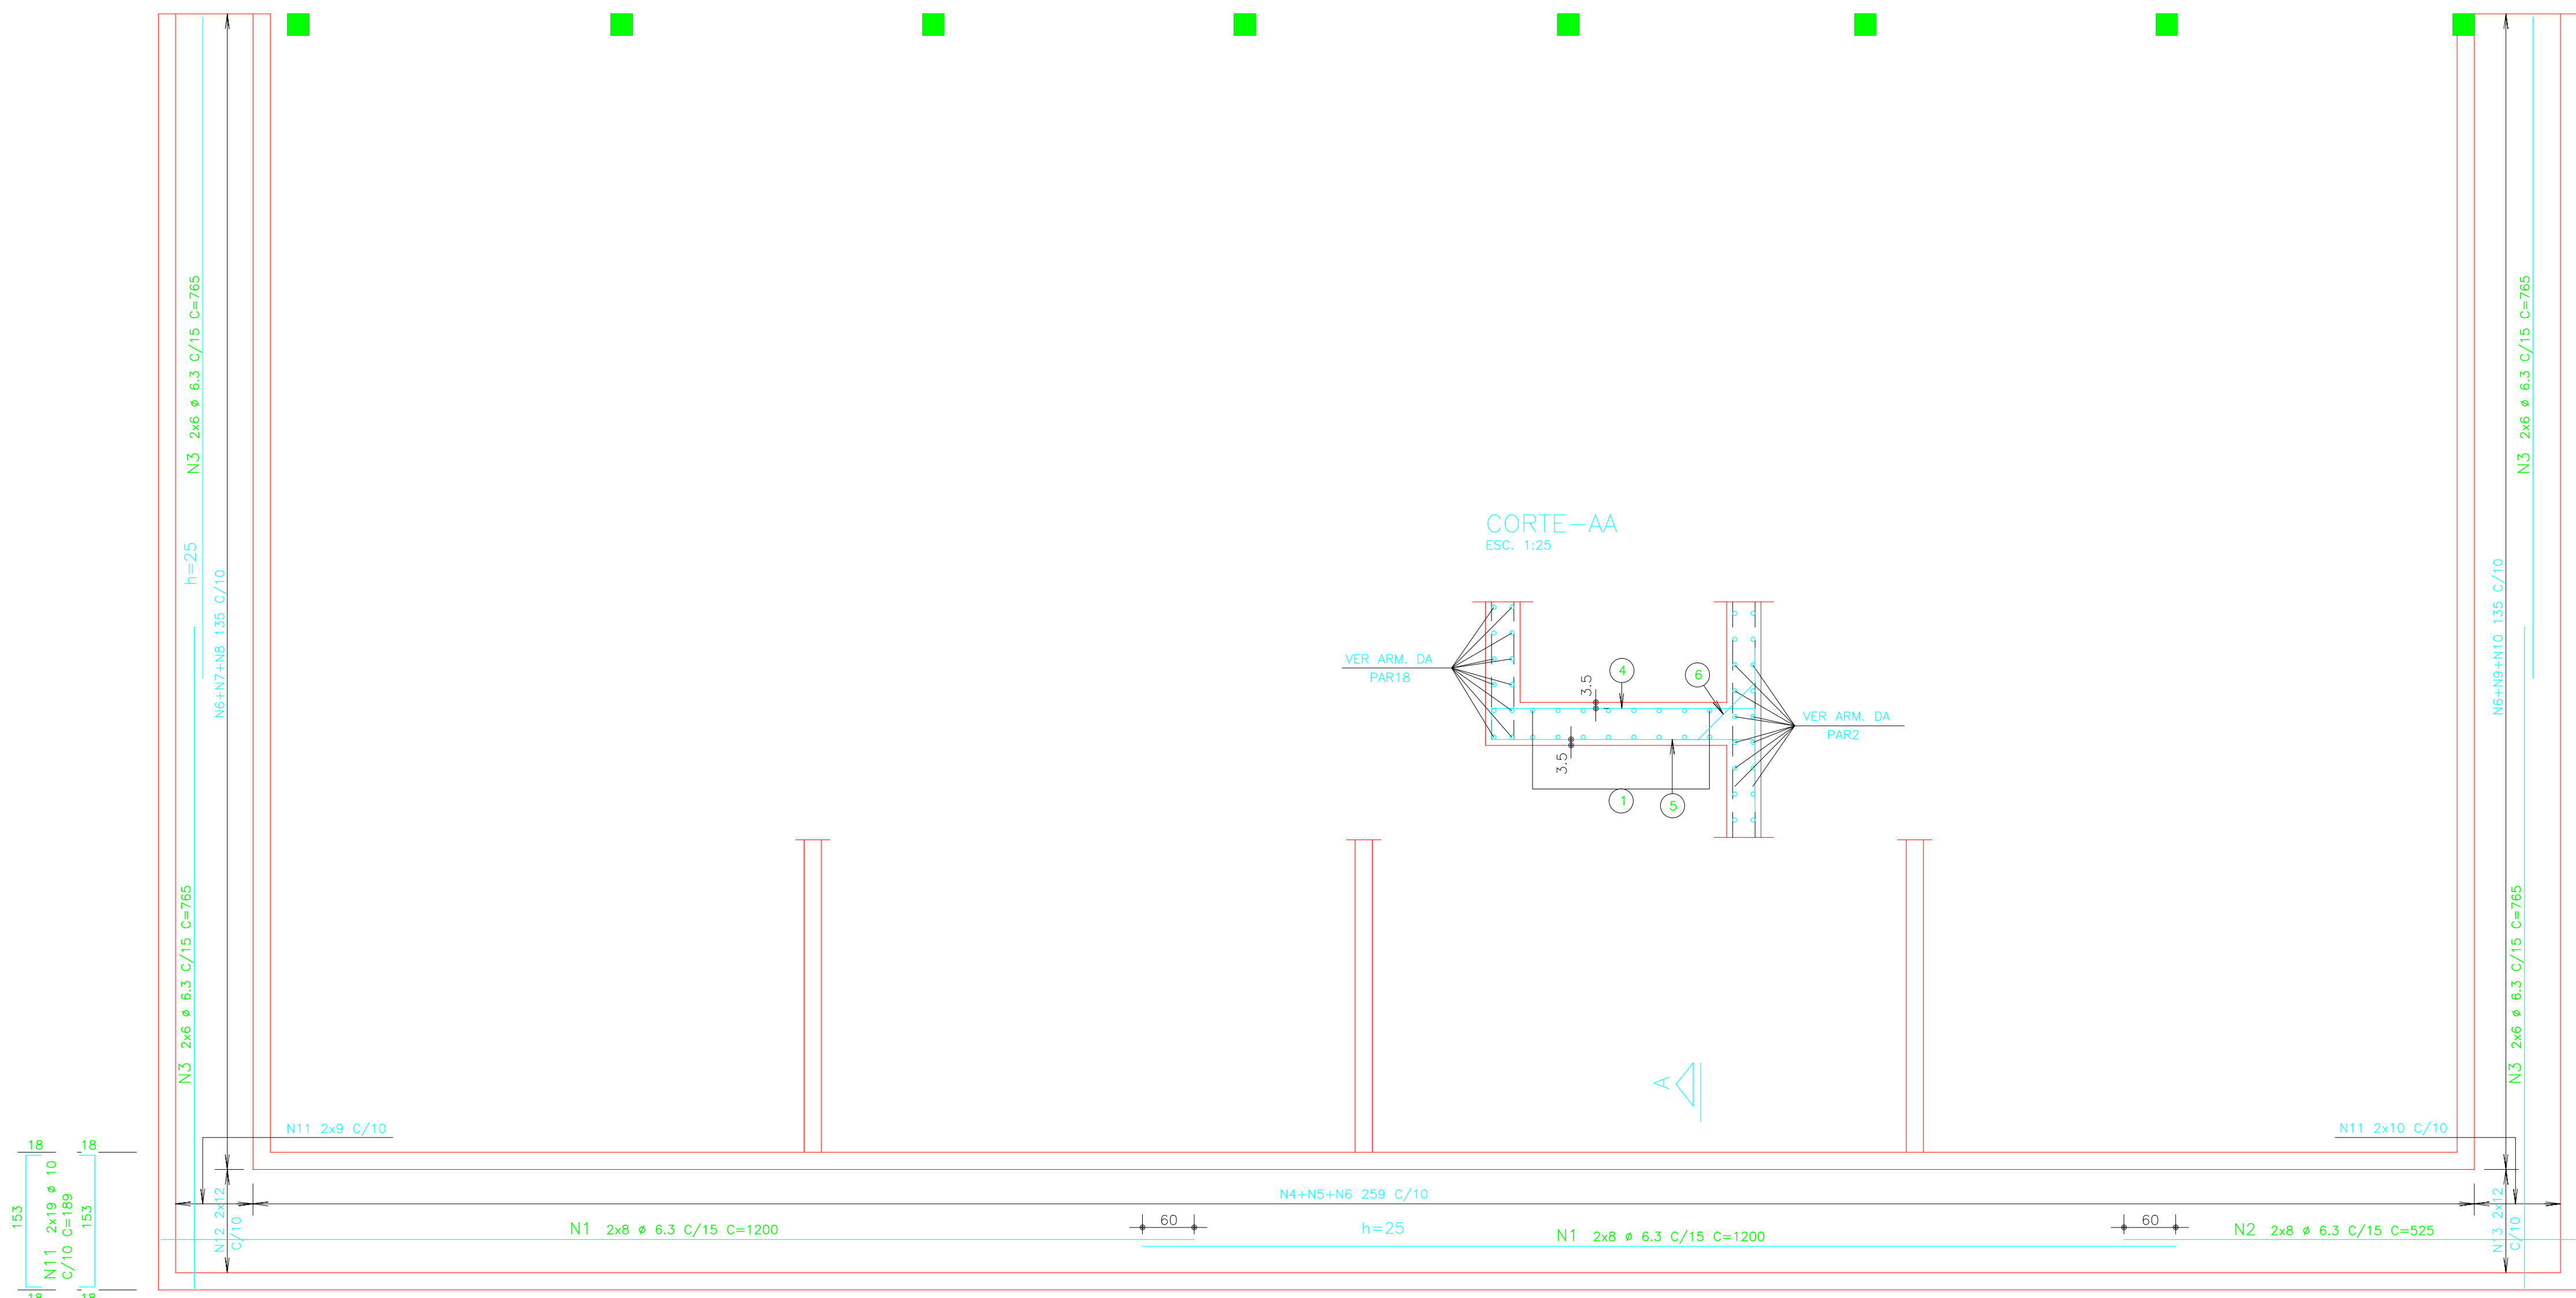 N3 2x6 ø 6.3 C/15 C=765
h=25
N6+N7+N8 135 C/10
N3 2x6 ø 6.3 C/15 C=765
N3 2x6 ø 6.3 C/15 C=765
N6+N9+N10 135 C/10
N3 2x6 ø 6.3 C/15 C=765
CORTE-AA
ESC. 1:25
VER ARM. DA
PAR18
3.5
4
6
VER ARM. DA
PAR2
3.5
1
5
A
N11 2x9 C/10
N11 2x10 C/10
18
18
153
N11 2x19 ø 10
C/10 C=189
153
18
18
N12 2x12
C/10
N4+N5+N6 259 C/10
N13 2x12
C/10
N1 2x8 ø 6.3 C/15 C=1200
60
h=25
N1 2x8 ø 6.3 C/15 C=1200
60
N2 2x8 ø 6.3 C/15 C=525